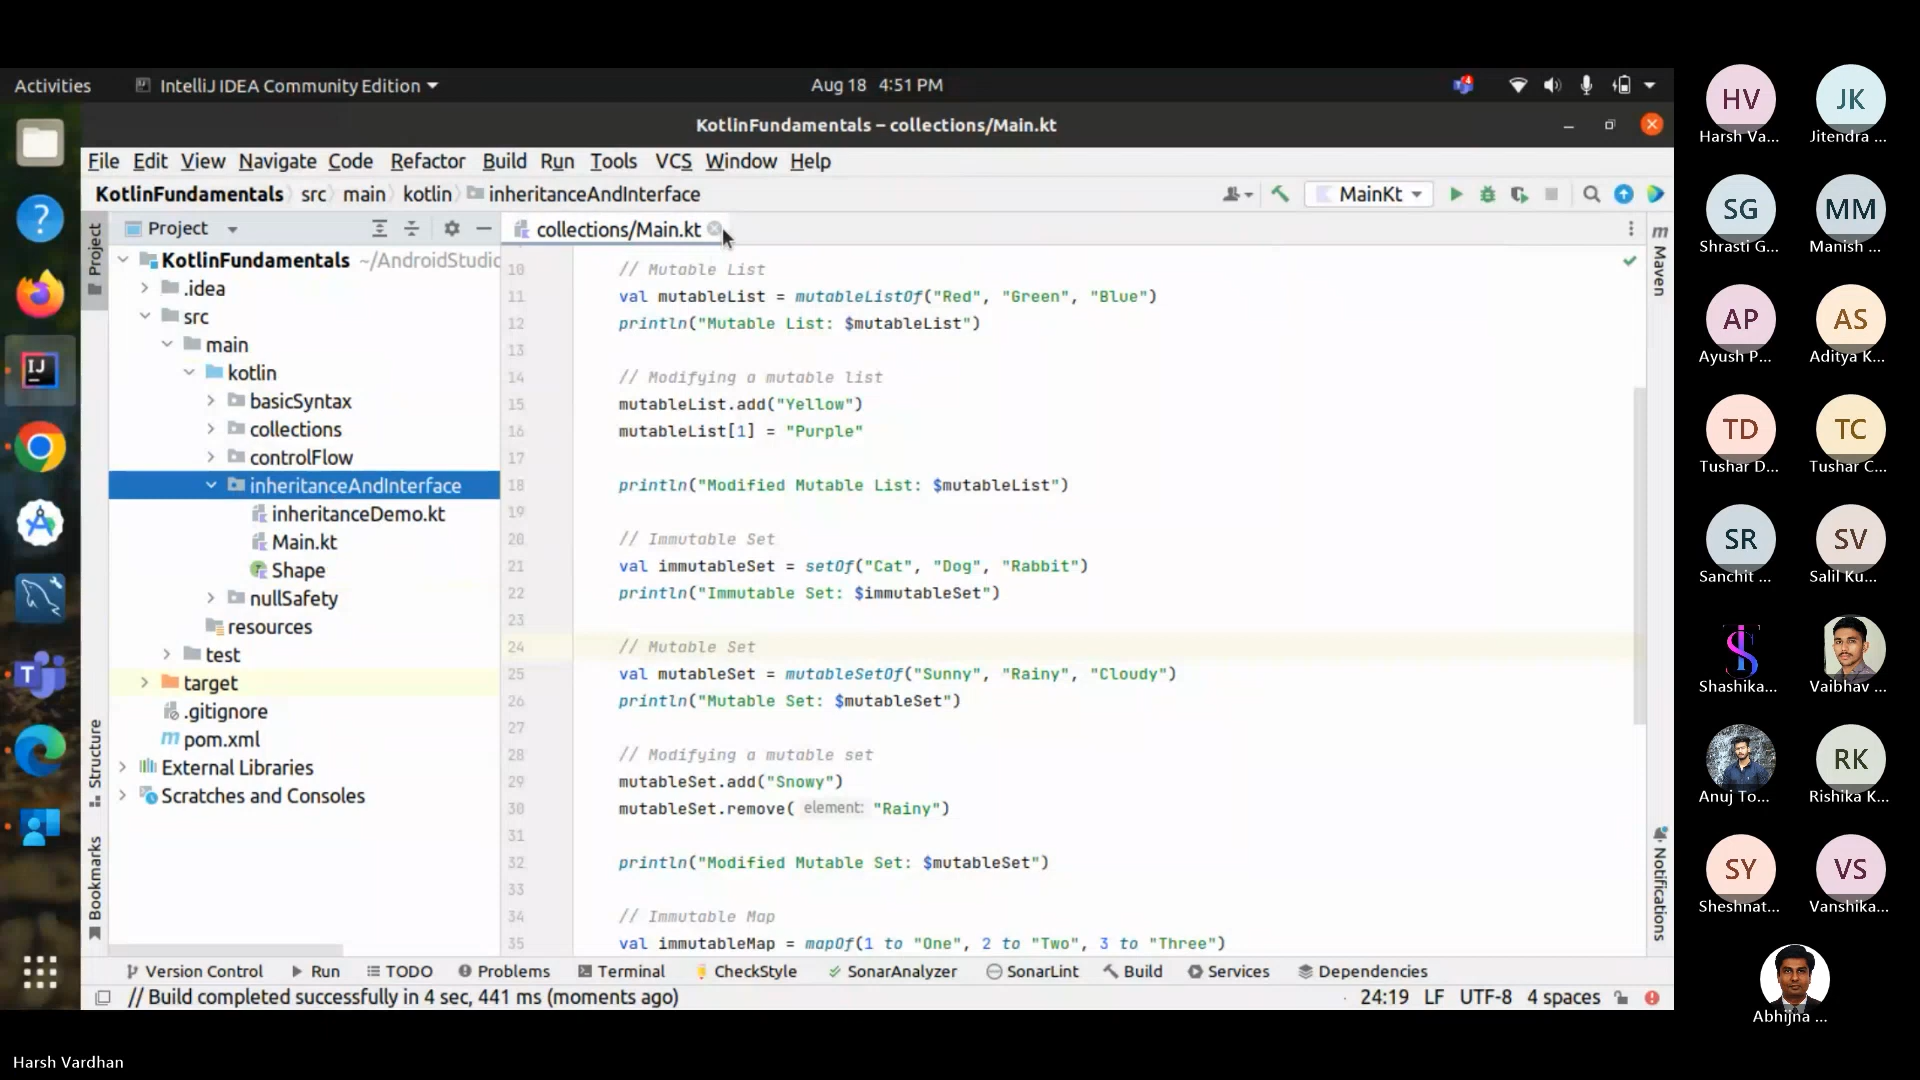 Activities
IntelliJ IDEA Community Edition
Aug 18 4:51 PM
4
KotlinFundamentals – collections/Main.kt
File Edit View Navigate Code Refactor Build Run Tools VCS Window Help
KotlinFundamentals src main kotlin inheritanceAndInterface
MainKt
Project
Project
collections/Main.kt
KotlinFundamentals ~/AndroidStudio
.idea
src
main
kotlin
basicSyntax
collections
controlFlow
inheritanceAndInterface
inheritanceDemo.kt
Main.kt
Shape
nullSafety
resources
test
target
.gitignore
m pom.xml
External Libraries
Scratches and Consoles
Structure
Bookmarks
10 // Mutable List
11 val mutableList = mutableListOf("Red", "Green", "Blue")
12 println("Mutable List: $mutableList")
13
14 // Modifying a mutable list
15 mutableList.add("Yellow")
16 mutableList[1] = "Purple"
17
18 println("Modified Mutable List: $mutableList")
19
20 // Immutable Set
21 val immutableSet = setOf("Cat", "Dog", "Rabbit")
22 println("Immutable Set: $immutableSet")
23
24 // Mutable Set
25 val mutableSet = mutableSetOf("Sunny", "Rainy", "Cloudy")
26 println("Mutable Set: $mutableSet")
27
28 // Modifying a mutable set
29 mutableSet.add("Snowy")
30 mutableSet.remove( element: "Rainy")
31
32 println("Modified Mutable Set: $mutableSet")
33
34 // Immutable Map
35 val immutableMap = mapOf(1 to "One", 2 to "Two", 3 to "Three")
m Maven
Notifications
Version Control Run TODO Problems Terminal CheckStyle SonarAnalyzer SonarLint Build Services Dependencies
// Build completed successfully in 4 sec, 441 ms (moments ago)
24:19 LF UTF-8 4 spaces
IJ
HV JK
Harsh Va... Jitendra ...
SG MM
Shrasti G... Manish ...
AP AS
Ayush P... Aditya K...
TD TC
Tushar D... Tushar C...
SR SV
Sanchit ... Salil Ku...
Shashika... Vaibhav ...
RK
Anuj To... Rishika K...
SY VS
Sheshnat... Vanshika...
Abhijna ...
Harsh Vardhan